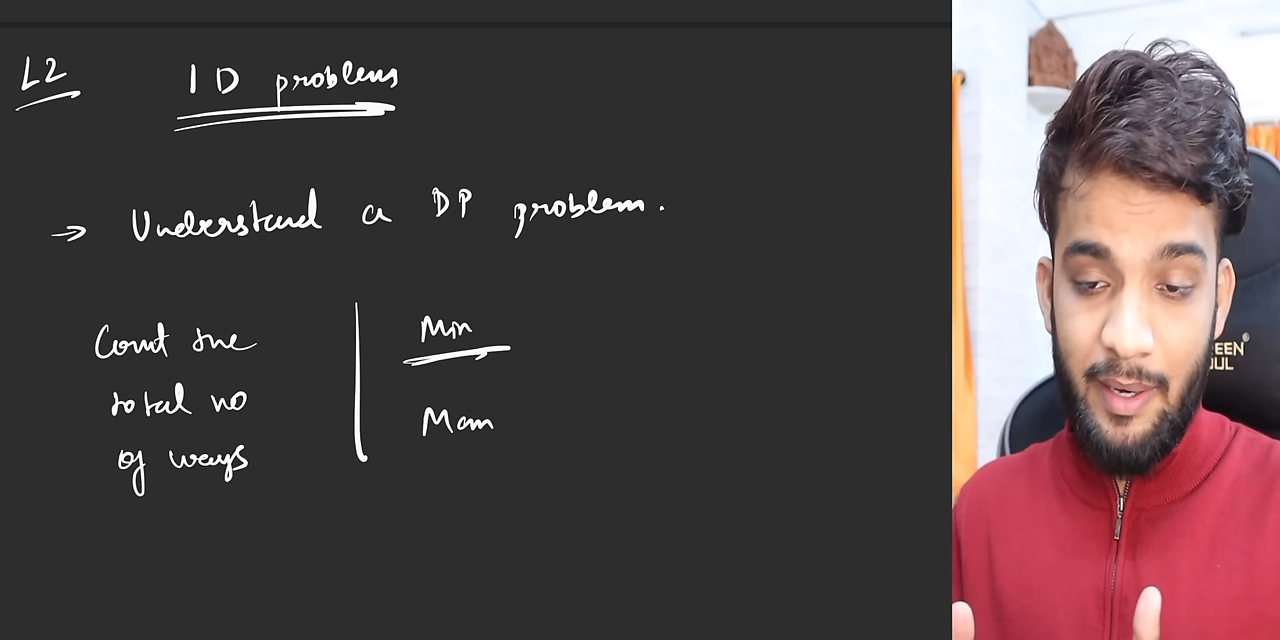 L2
1D problems
→ Understand a DP problem.
Count the
total no
of ways
Min
Max